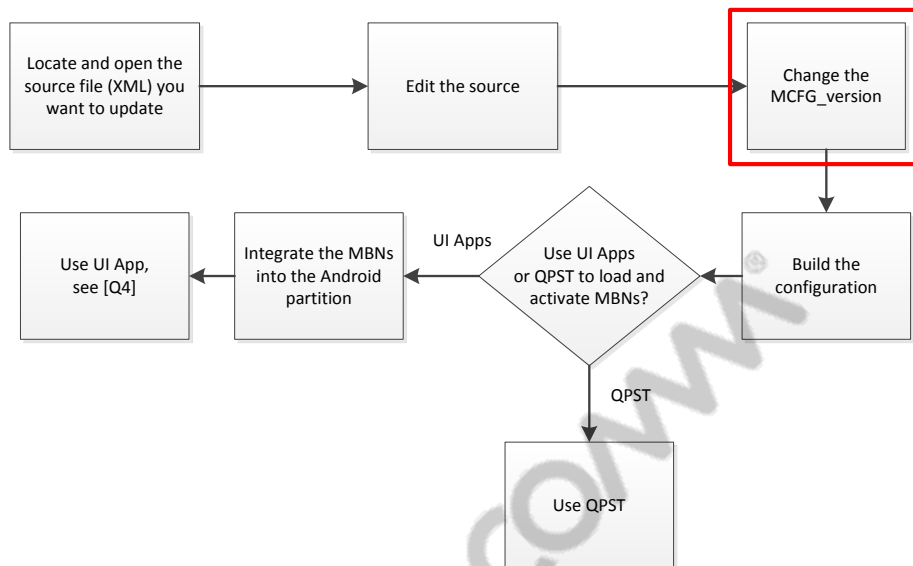 Locate and open the
source file (XML) you
want to update
Edit the source
Change the
MCFG_version
Build the
configuration
Use UI Apps
or QPST to load and
activate MBNs?
UI Apps
Integrate the MBNs
into the Android
partition
Use UI App,
see [Q4]
QPST
Use QPST